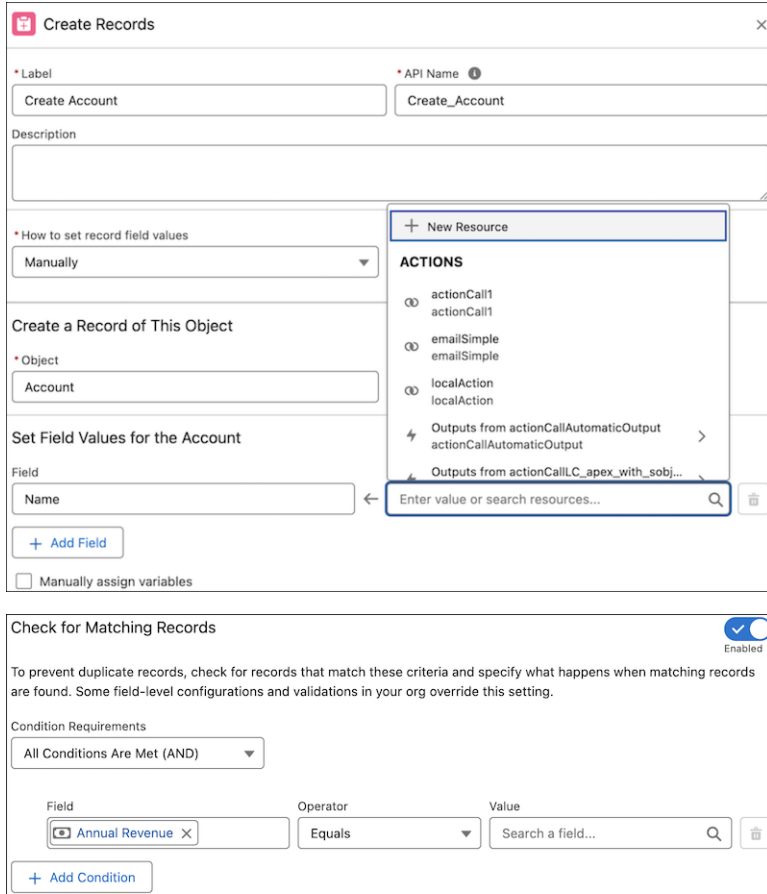 Create Records
* Label
* API Name
Create Account
Create_Account
Description
* How to set record field values
Manually
+ New Resource
ACTIONS
actionCall1
actionCall1
emailSimple
emailSimple
localAction
localAction
Outputs from actionCallAutomaticOutput
actionCallAutomaticOutput
Outputs from actionCallLC_apex_with_sobj...
Create a Record of This Object
* Object
Account
Set Field Values for the Account
Field
Name
Enter value or search resources...
+ Add Field
Manually assign variables
Check for Matching Records
Enabled
To prevent duplicate records, check for records that match these criteria and specify what happens when matching records
are found. Some field-level configurations and validations in your org override this setting.
Condition Requirements
All Conditions Are Met (AND)
Field
Operator
Value
Annual Revenue
Equals
Search a field...
+ Add Condition